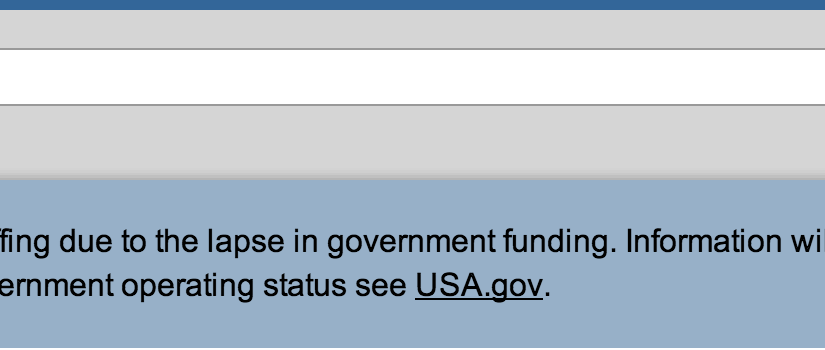 ffing due to the lapse in government funding. Information wi
ernment operating status see USA.gov.